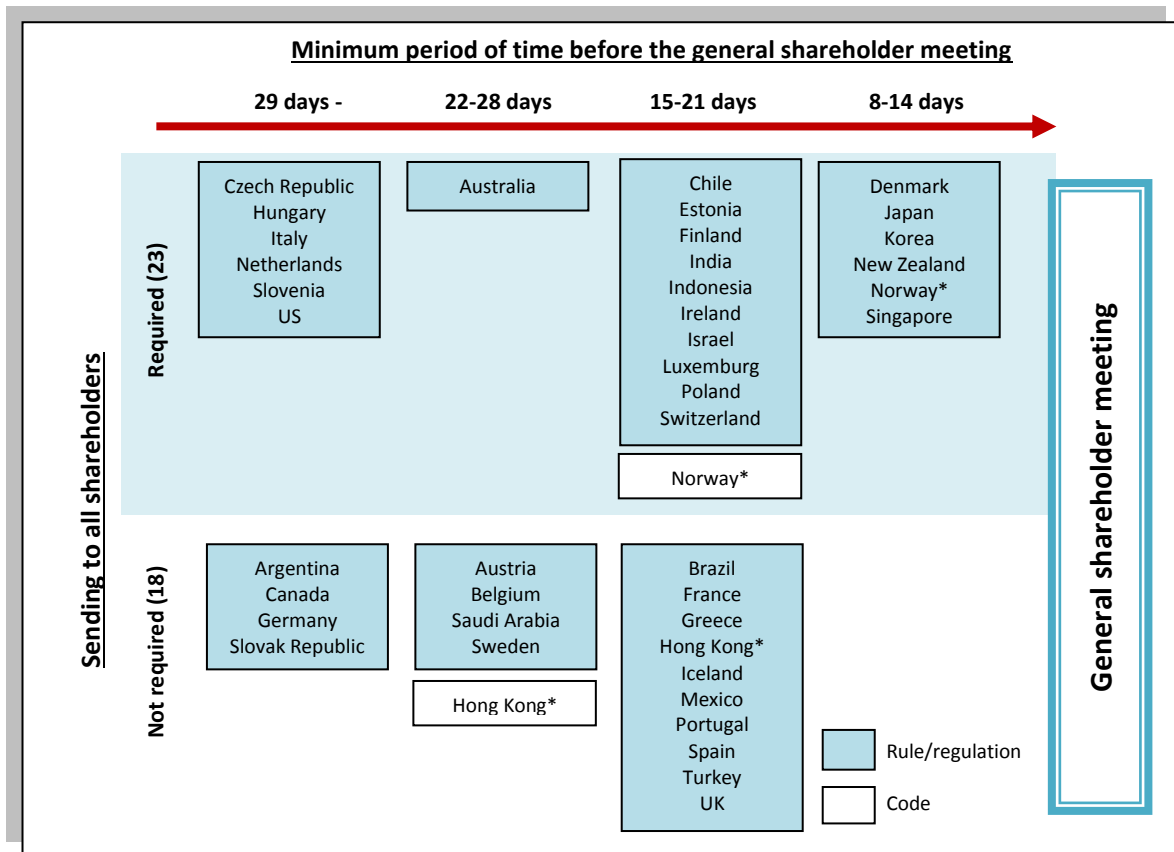 Minimum period of time before the general shareholder meeting
29 days -
22-28 days
15-21 days
8-14 days
Sending to all shareholders
Required (23)
Czech Republic
Hungary
Italy
Netherlands
Slovenia
US
Australia
Chile
Estonia
Finland
India
Indonesia
Ireland
Israel
Luxemburg
Poland
Switzerland
Norway*
Denmark
Japan
Korea
New Zealand
Norway*
Singapore
Not required (18)
Argentina
Canada
Germany
Slovak Republic
Austria
Belgium
Saudi Arabia
Sweden
Hong Kong*
Brazil
France
Greece
Hong Kong*
Iceland
Mexico
Portugal
Spain
Turkey
UK
Rule/regulation
Code
General shareholder meeting